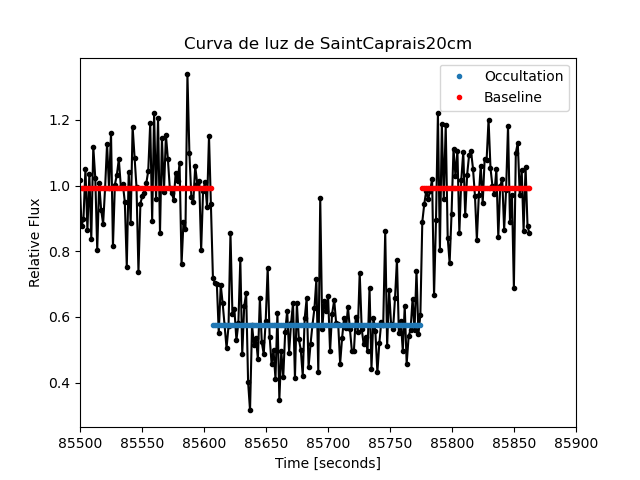 Curva de luz de SaintCaprais20cm
Occultation
Baseline
Relative Flux
1.2
1.0
0.8
0.6
0.4
85500 85550 85600 85650 85700 85750 85800 85850 85900
Time [seconds]